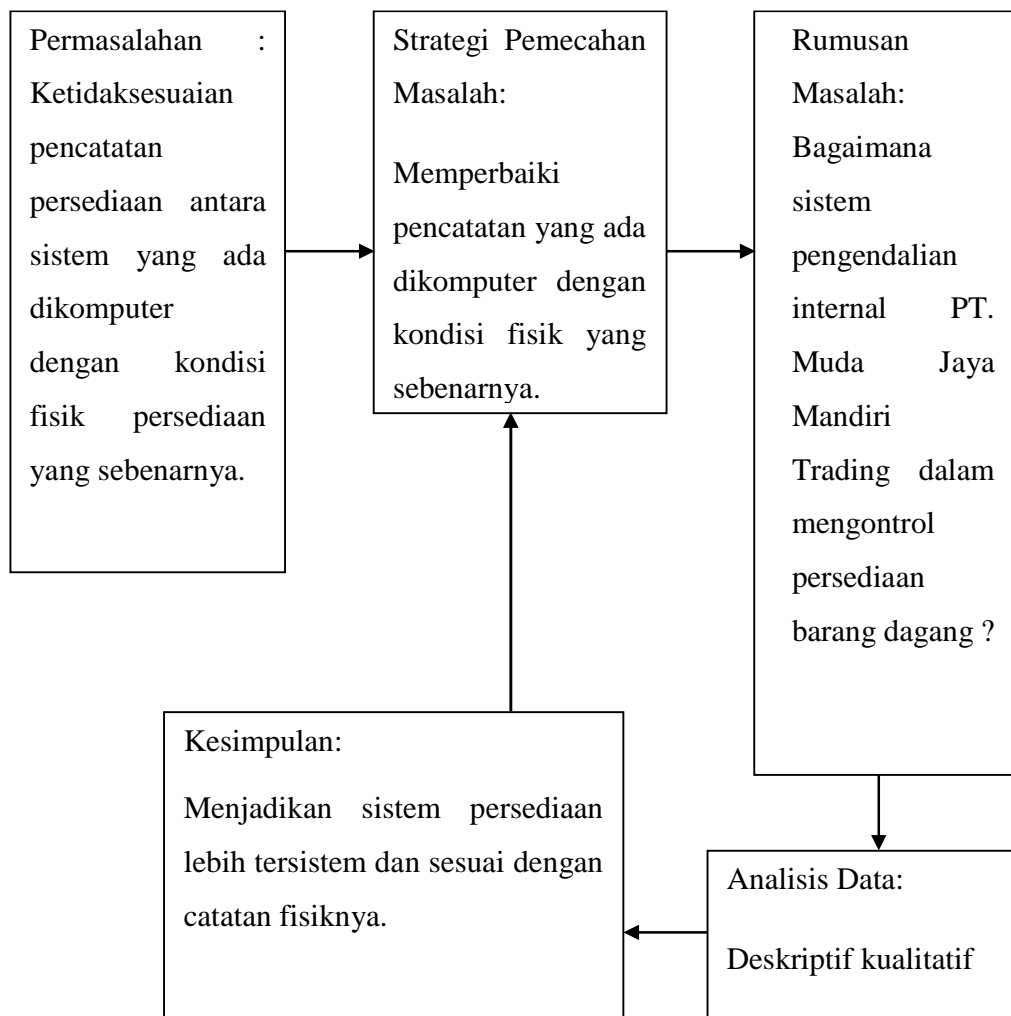 Permasalahan :
Ketidaksesuaian
pencatatan
persediaan antara
sistem yang ada
dikomputer
dengan kondisi
fisik persediaan
yang sebenarnya.
Strategi Pemecahan
Masalah:
Memperbaiki
pencatatan yang ada
dikomputer dengan
kondisi fisik yang
sebenarnya.
Rumusan
Masalah:
Bagaimana
sistem
pengendalian
internal PT.
Muda Jaya
Mandiri
Trading dalam
mengontrol
persediaan
barang dagang ?
Analisis Data:
Deskriptif kualitatif
Kesimpulan:
Menjadikan sistem persediaan
lebih tersistem dan sesuai dengan
catatan fisiknya.